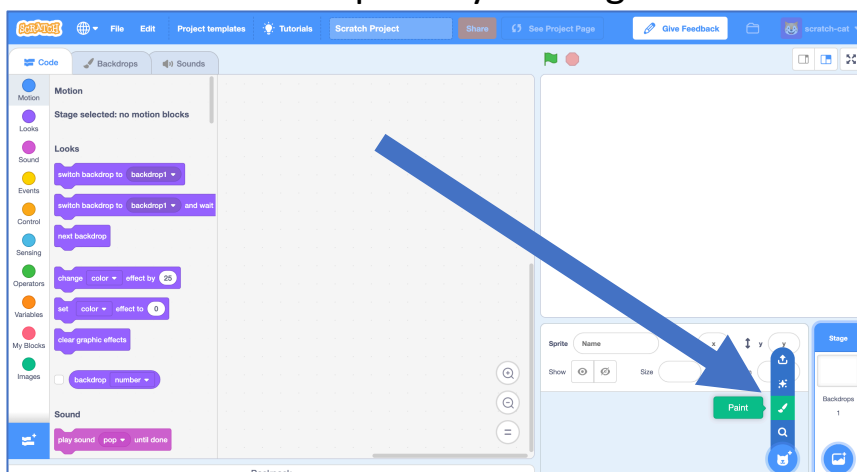 SCRATCH File Edit Project templates Tutorials Scratch Project Share See Project Page Give Feedback scratch-cat
Code Backdrops Sounds
Motion
Looks
Sound
Events
Control
Sensing
Operators
Variables
My Blocks
Images
Motion
Stage selected: no motion blocks
Looks
switch backdrop to backdrop1
switch backdrop to backdrop1 and wait
next backdrop
change color effect by 25
set color effect to 0
clear graphic effects
backdrop number
Sound
play sound pop until done
Sprite Name x y y
Show Size
Paint
Stage
Backdrops
1